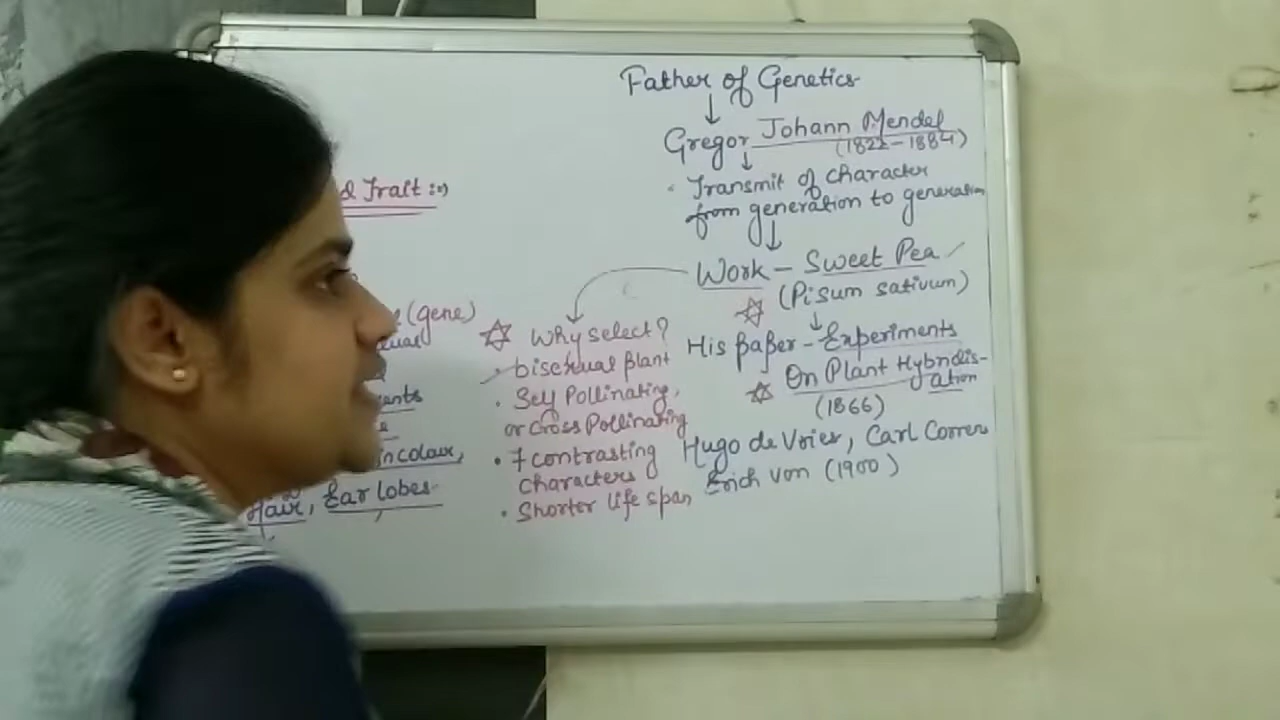 Father of Genetics
Gregor Johann Mendel
(1822-1884)
Transmit of character
from generation to generation
Work - Sweet Pea
(Pisum sativum)
His paper - Experiments
On Plant Hybridis-
ation
(1866)
Hugo de Vries, Carl Correns
Erich von (1900)
Why select?
bisexual plant
Self Pollinating,
or Cross Pollinating
7 contrasting
characters
Shorter life span
d Trait :-)
(gene)
Hair, Ear lobes